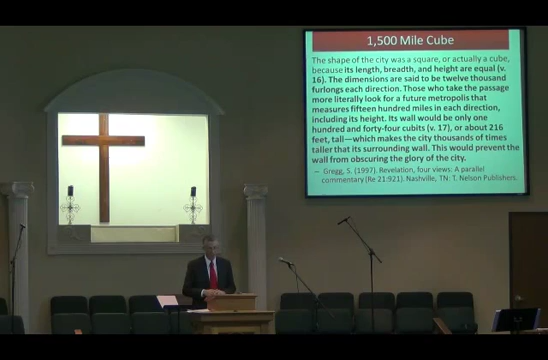 1,500 Mile Cube
The shape of the city was a square, or actually a cube,
because its length, breadth, and height are equal (v.
16). The dimensions are said to be twelve thousand
furlongs each direction. Those who take the passage
more literally look for a future metropolis that
measures fifteen hundred miles in each direction,
including its height. Its wall would be only one
hundred and forty-four cubits (v. 17), or about 216
feet, tall—which makes the city thousands of times
taller that its surrounding wall. This would prevent the
wall from obscuring the glory of the city.
– Gregg, S. (1997). Revelation, four views: A parallel
commentary (Re 21:921). Nashville, TN: T. Nelson Publishers.